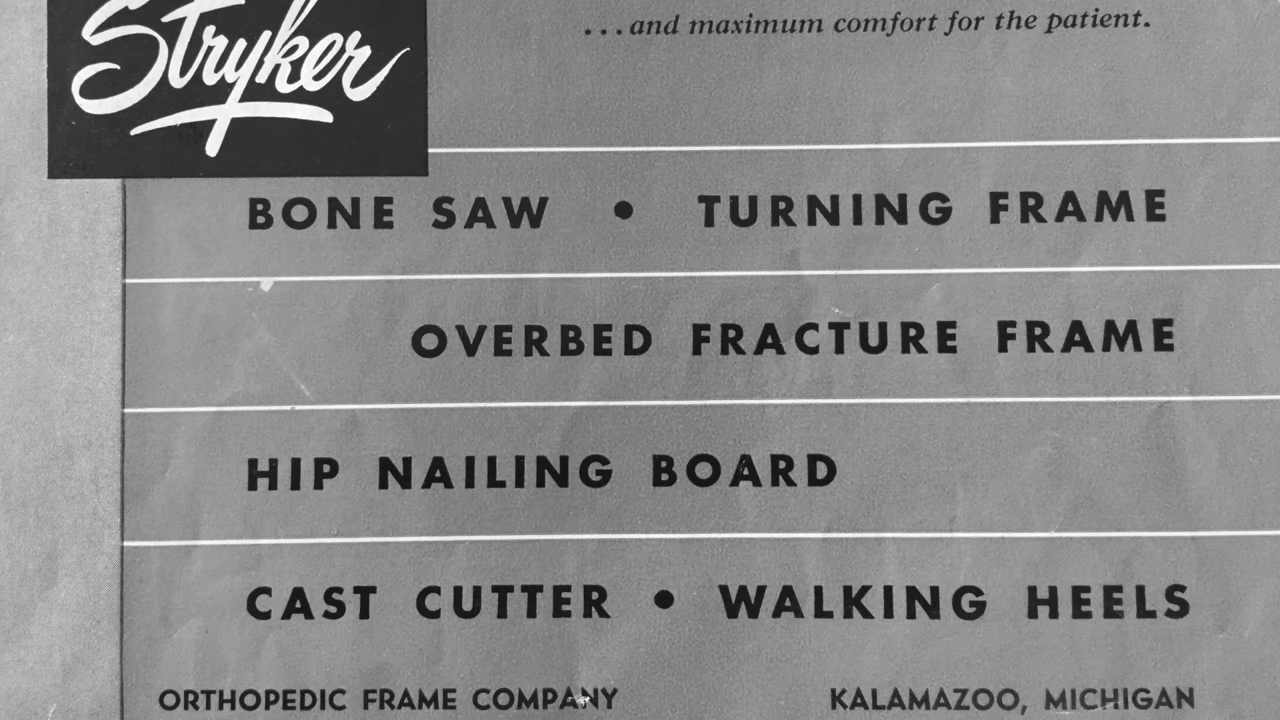 Stryker
...and maximum comfort for the patient.
BONE SAW • TURNING FRAME
OVERBED FRACTURE FRAME
HIP NAILING BOARD
CAST CUTTER • WALKING HEELS
ORTHOPEDIC FRAME COMPANY KALAMAZOO, MICHIGAN